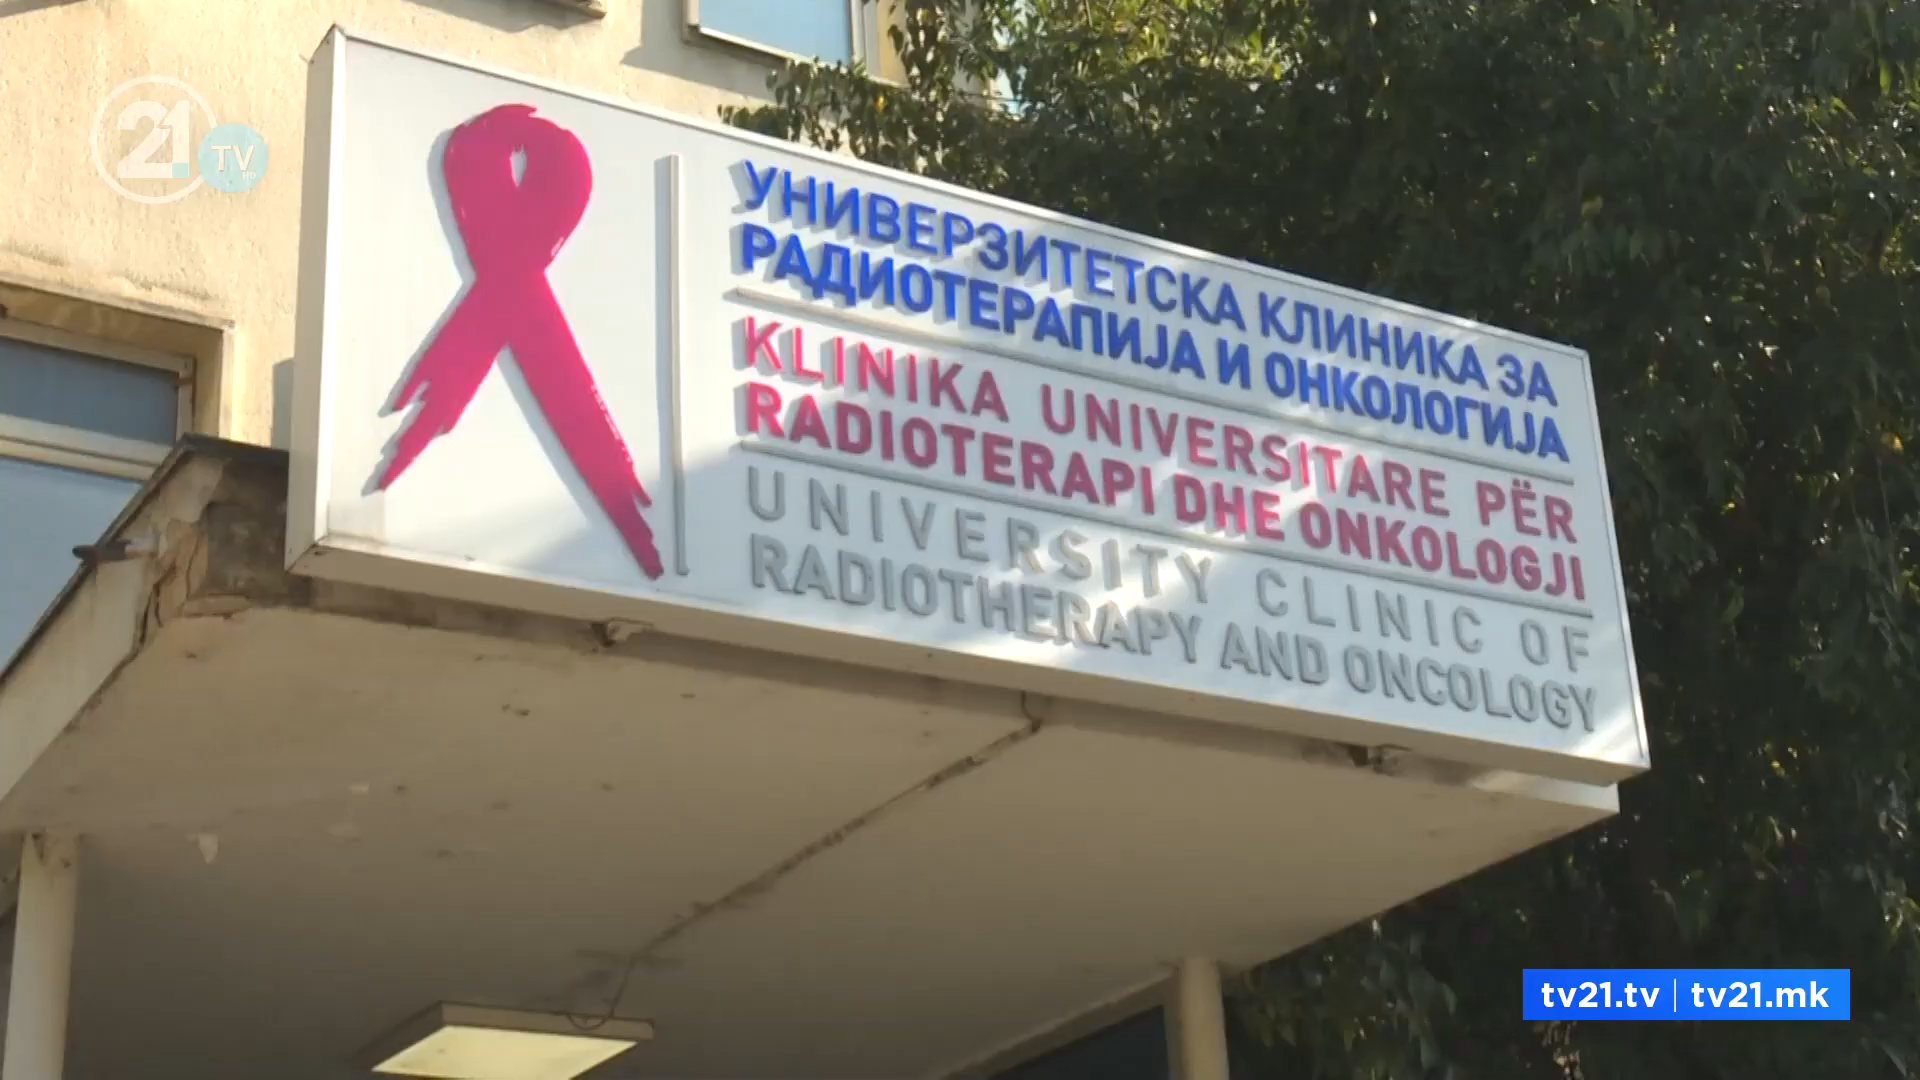 21 TV HD
УНИВЕРЗИТЕТСКА КЛИНИКА ЗА
РАДИОТЕРАПИЈА И ОНКОЛОГИЈА
KLINIKA UNIVERSITARE PËR
RADIOTERAPI DHE ONKOLOGJI
UNIVERSITY CLINIC OF
RADIOTHERAPY AND ONCOLOGY
tv21.tv | tv21.mk